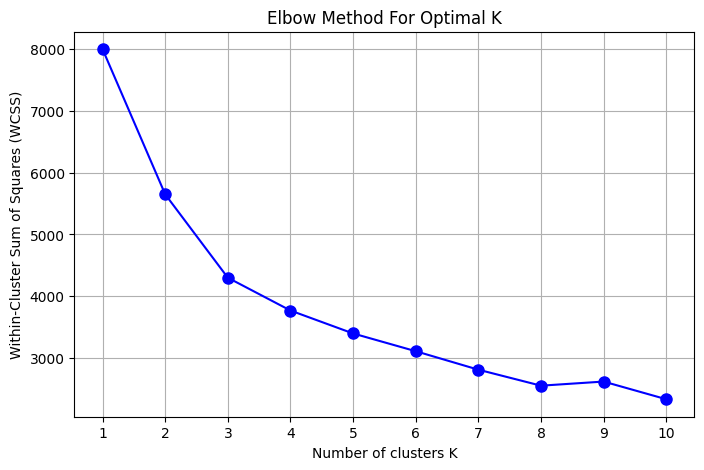 Elbow Method For Optimal K
8000
7000
6000
5000
4000
3000
Within-Cluster Sum of Squares (WCSS)
1 2 3 4 5 6 7 8 9 10
Number of clusters K